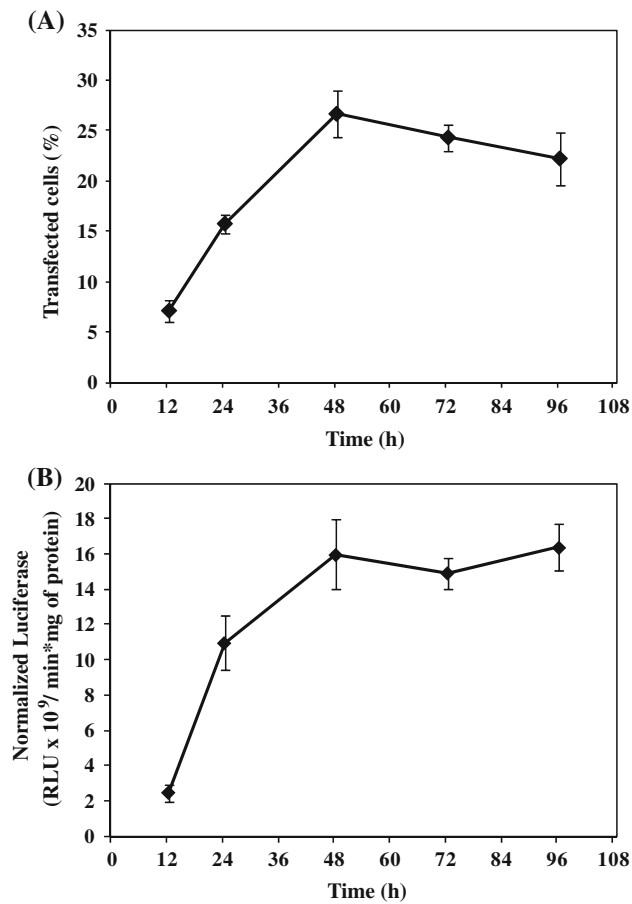 (A)
35
30
25
20
15
10
5
0
Transfected cells (%)
0 12 24 36 48 60 72 84 96 108
Time (h)
(B)
20
18
16
14
12
10
8
6
4
2
0
Normalized Luciferase
(RLU x 10⁹/ min*mg of protein)
0 12 24 36 48 60 72 84 96 108
Time (h)